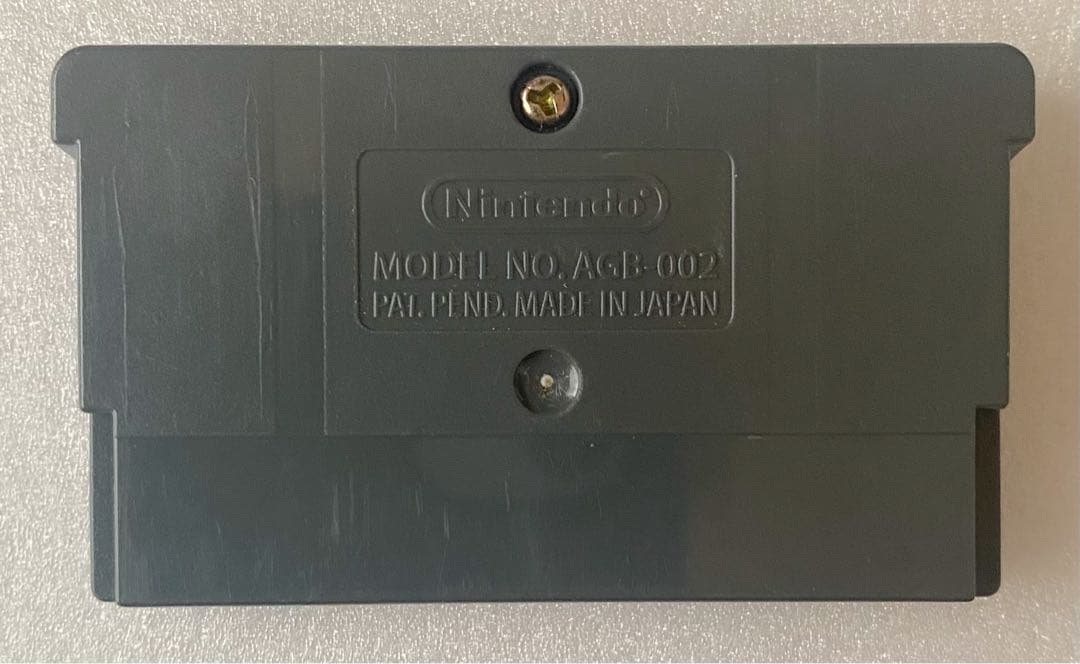 Nintendo®
MODEL NO. AGB-002
PAT. PEND. MADE IN JAPAN